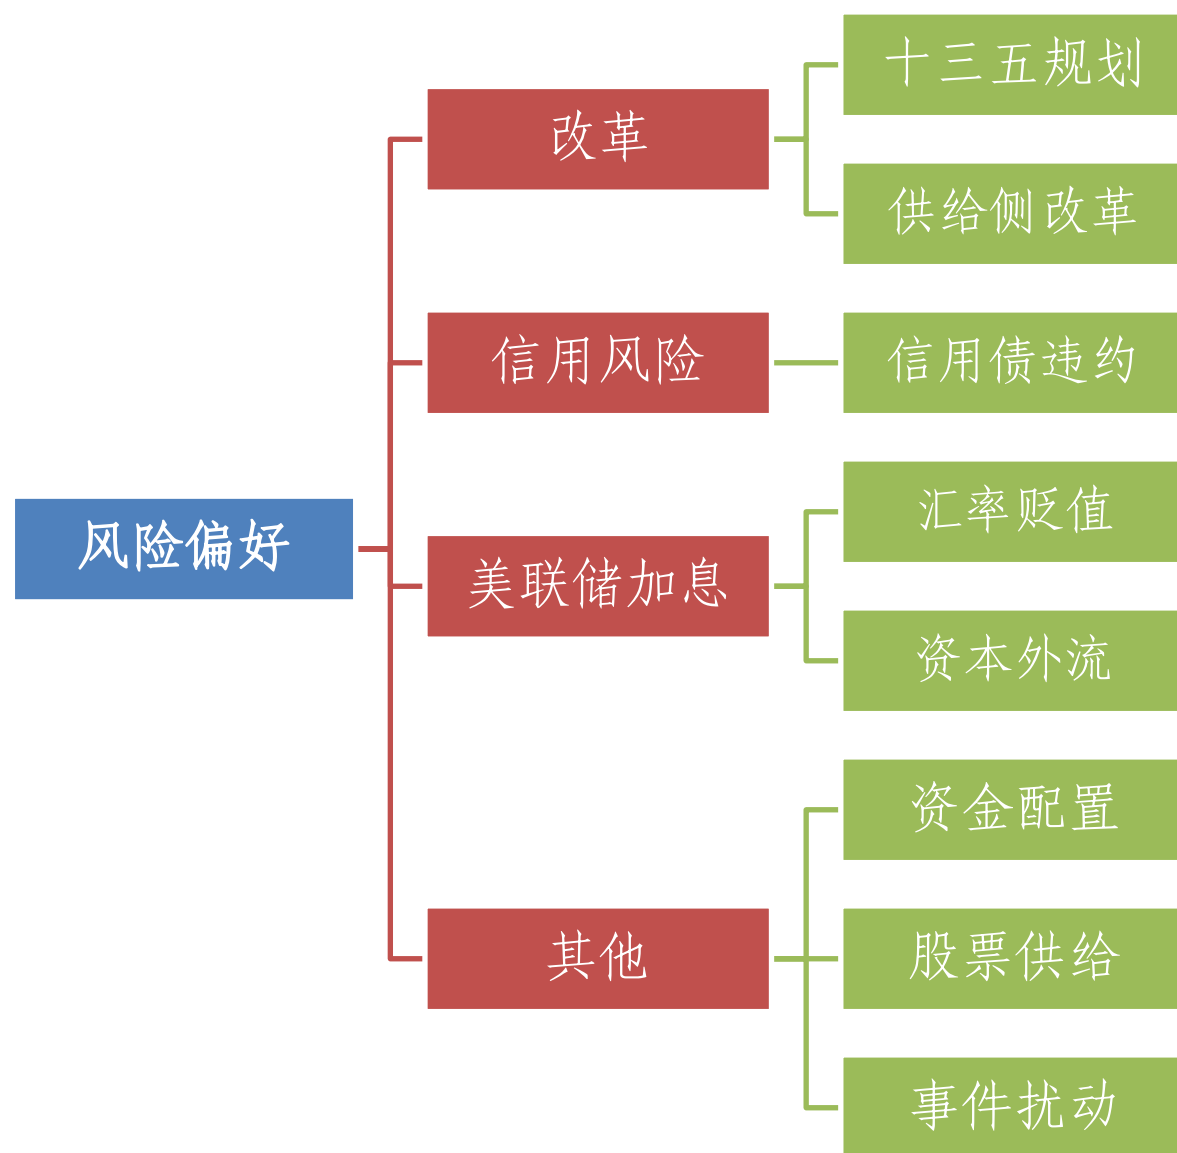 风险偏好
改革
十三五规划
供给侧改革
信用风险
信用债违约
美联储加息
汇率贬值
资本外流
其他
资金配置
股票供给
事件扰动